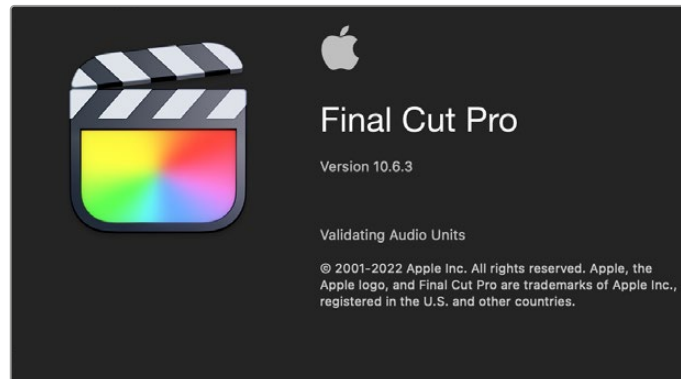 Final Cut Pro
Version 10.6.3
Validating Audio Units
© 2001-2022 Apple Inc. All rights reserved. Apple, the
Apple logo, and Final Cut Pro are trademarks of Apple Inc.,
registered in the U.S. and other countries.